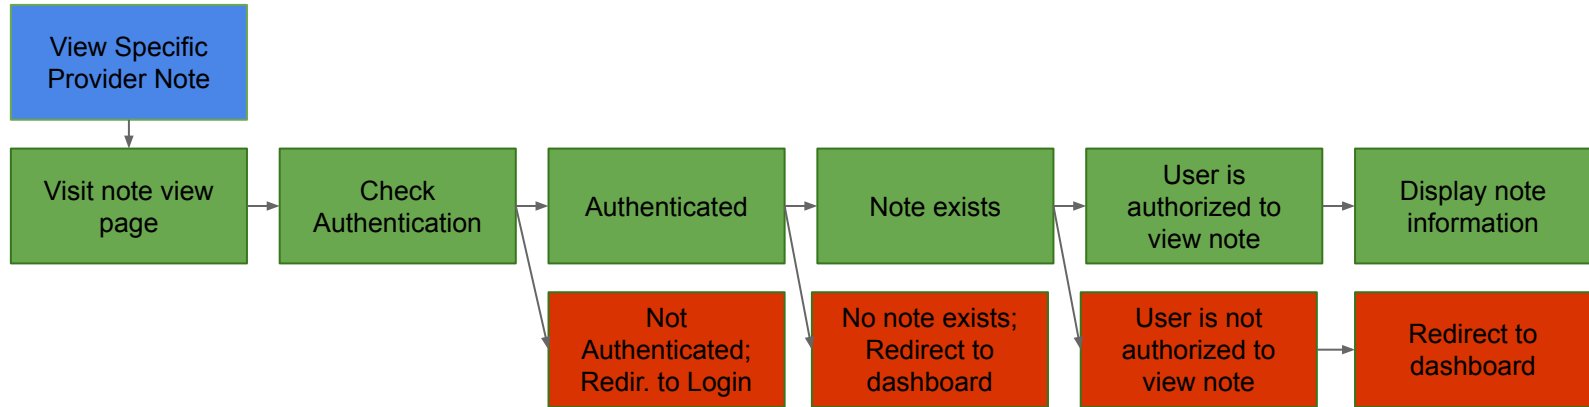 View Specific
Provider Note
Visit note view
page
Check
Authentication
Authenticated
Note exists
User is
authorized to
view note
Display note
information
Not
Authenticated;
Redir. to Login
No note exists;
Redirect to
dashboard
User is not
authorized to
view note
Redirect to
dashboard